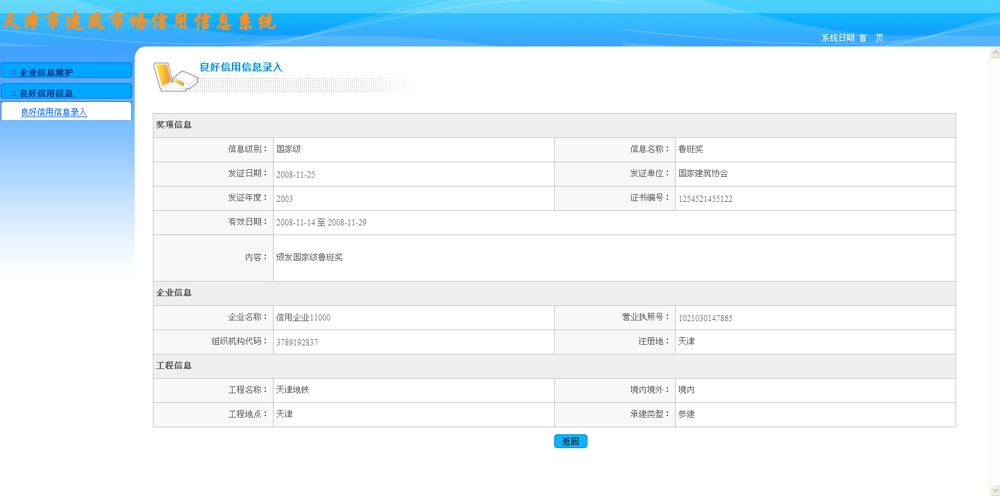 天津市建筑市场信用信息系统
系统日期 首 页
企业信息维护
良好信用信息
良好信用信息录入
良好信用信息录入
奖项信息
信息级别： 国家级 信息名称： 鲁班奖
发证日期： 2008-11-25 发证单位： 国家建筑协会
发证年度： 2003 证书编号： 1254521455122
有效日期： 2008-11-14 至 2008-11-29
内容： 颁发国家级鲁班奖
企业信息
企业名称： 信用企业11000 营业执照号： 1021030147865
组织机构代码： 3789192837 注册地： 天津
工程信息
工程名称： 天津地铁 境内境外： 境内
工程地点： 天津 承建类型： 参建
返回